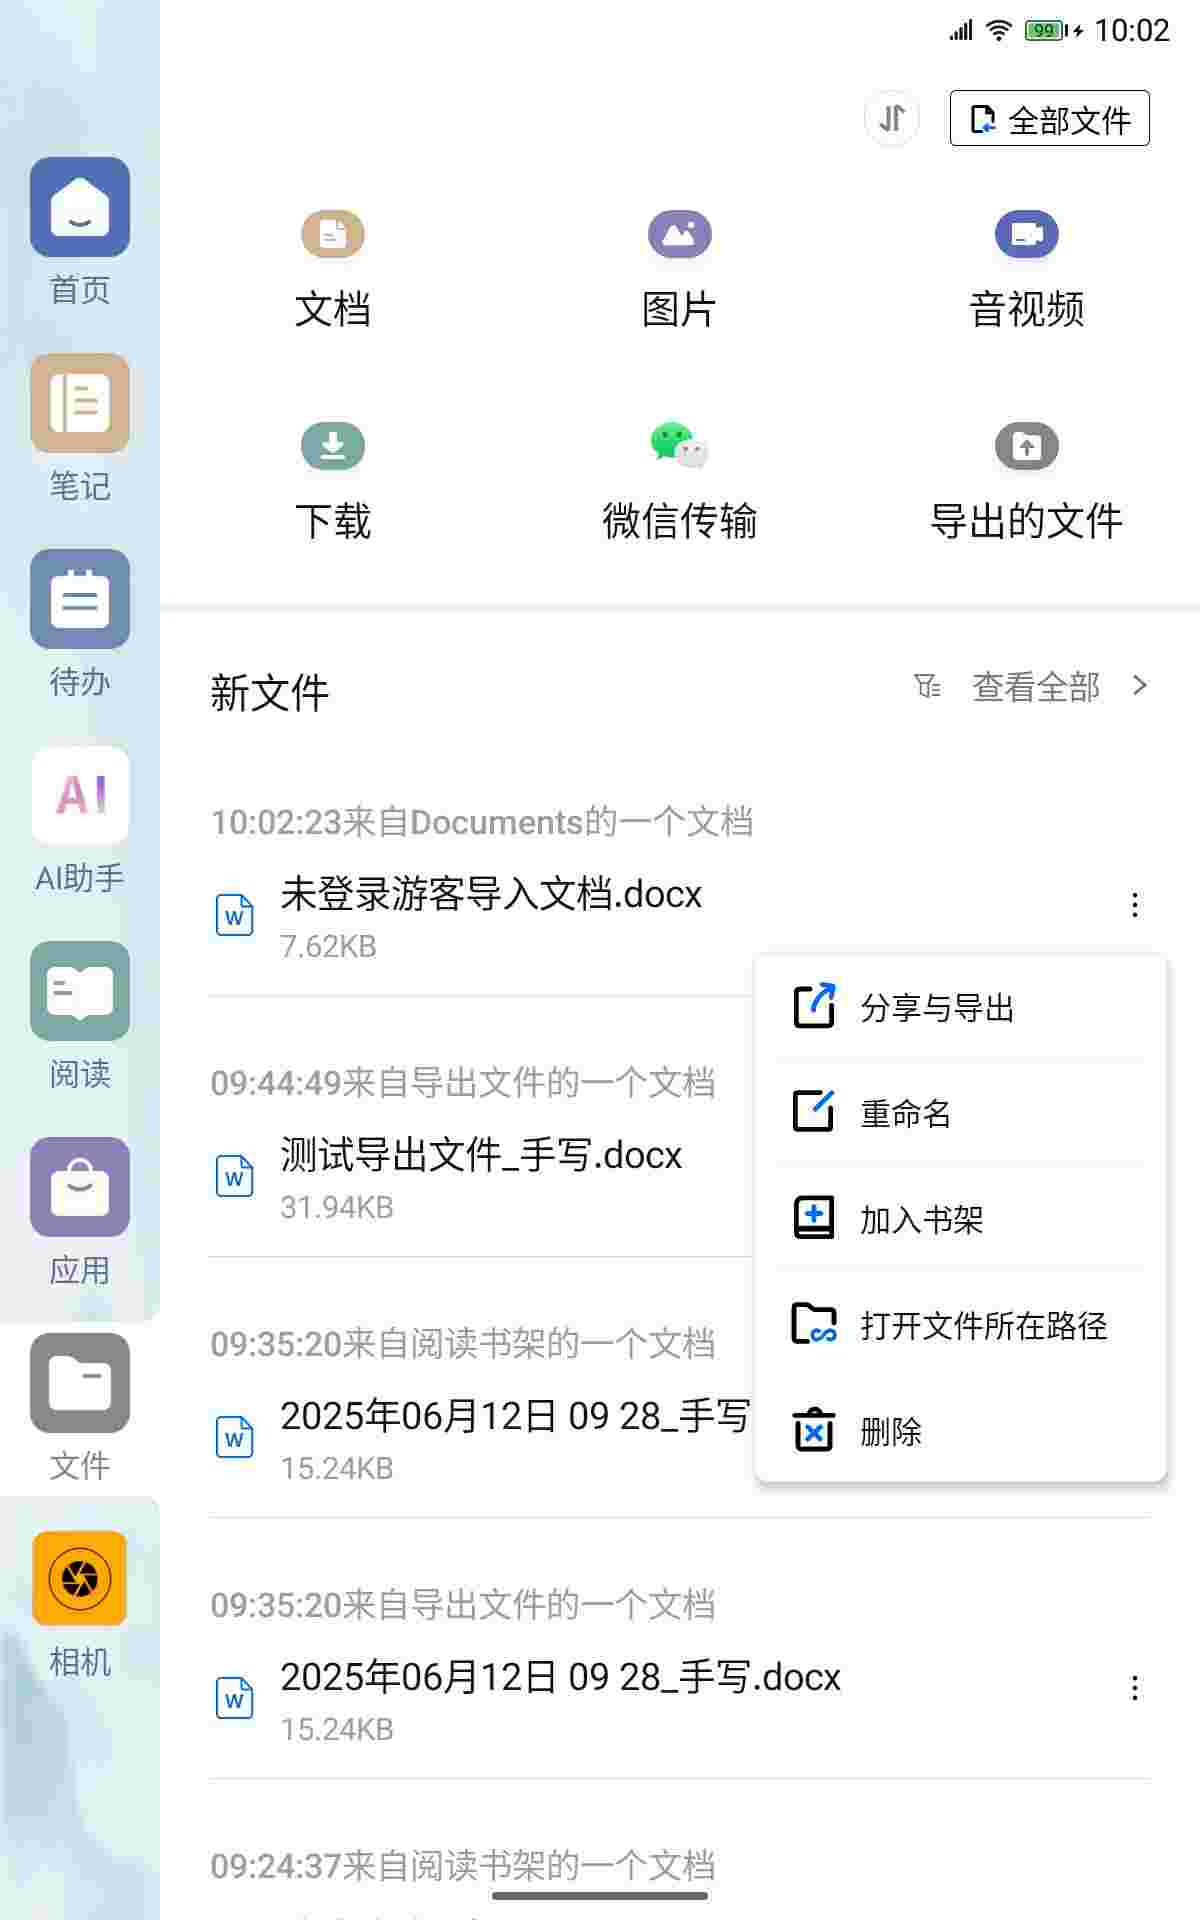 99 10:02
全部文件
首页
笔记
待办
AI
AI助手
阅读
应用
文件
相机
文档
图片
音视频
下载
微信传输
导出的文件
新文件
查看全部
10:02:23来自Documents的一个文档
W
未登录游客导入文档.docx
7.62KB
分享与导出
重命名
加入书架
打开文件所在路径
删除
09:44:49来自导出文件的一个文档
W
测试导出文件_手写.docx
31.94KB
09:35:20来自阅读书架的一个文档
W
2025年06月12日 09 28_手写
15.24KB
09:35:20来自导出文件的一个文档
W
2025年06月12日 09 28_手写.docx
15.24KB
09:24:37来自阅读书架的一个文档